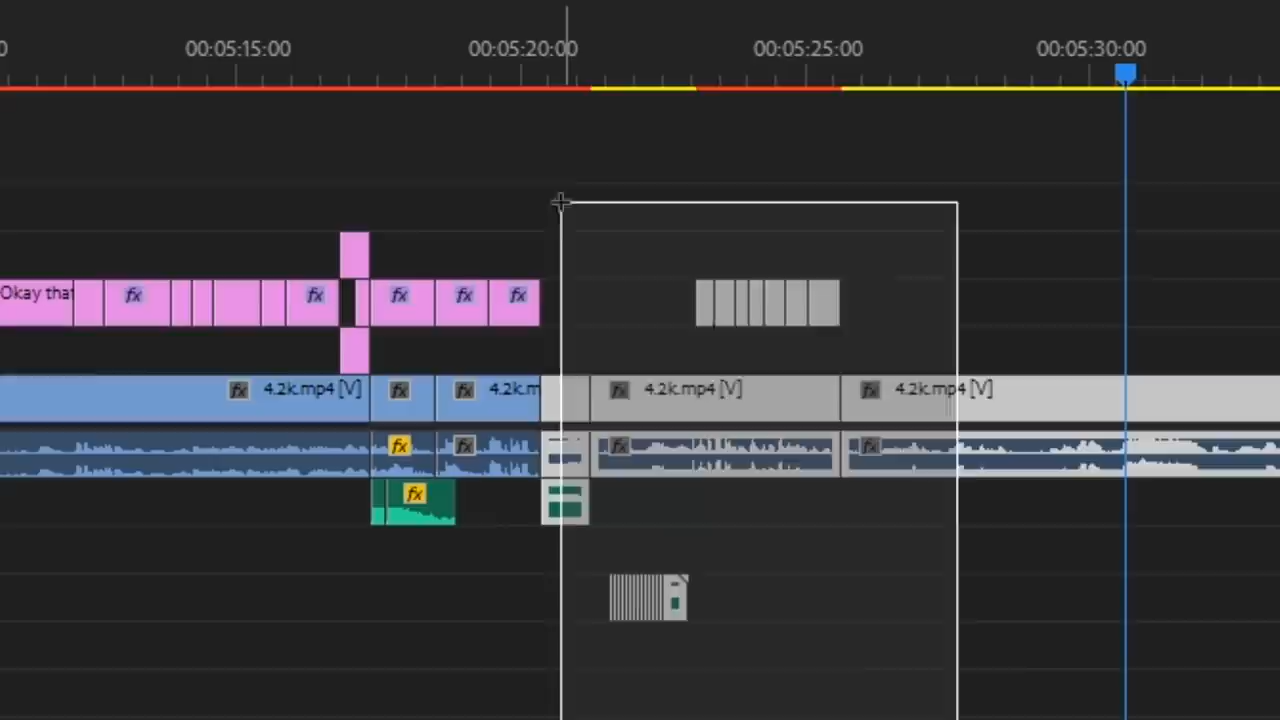 0 00:05:15:00 00:05:20:00 00:05:25:00 00:05:30:00
Okay that fx fx fx fx fx
fx 4.2k.mp4 [V] fx fx 4.2k.m fx 4.2k.mp4 [V] fx 4.2k.mp4 [V]
fx fx fx fx
fx